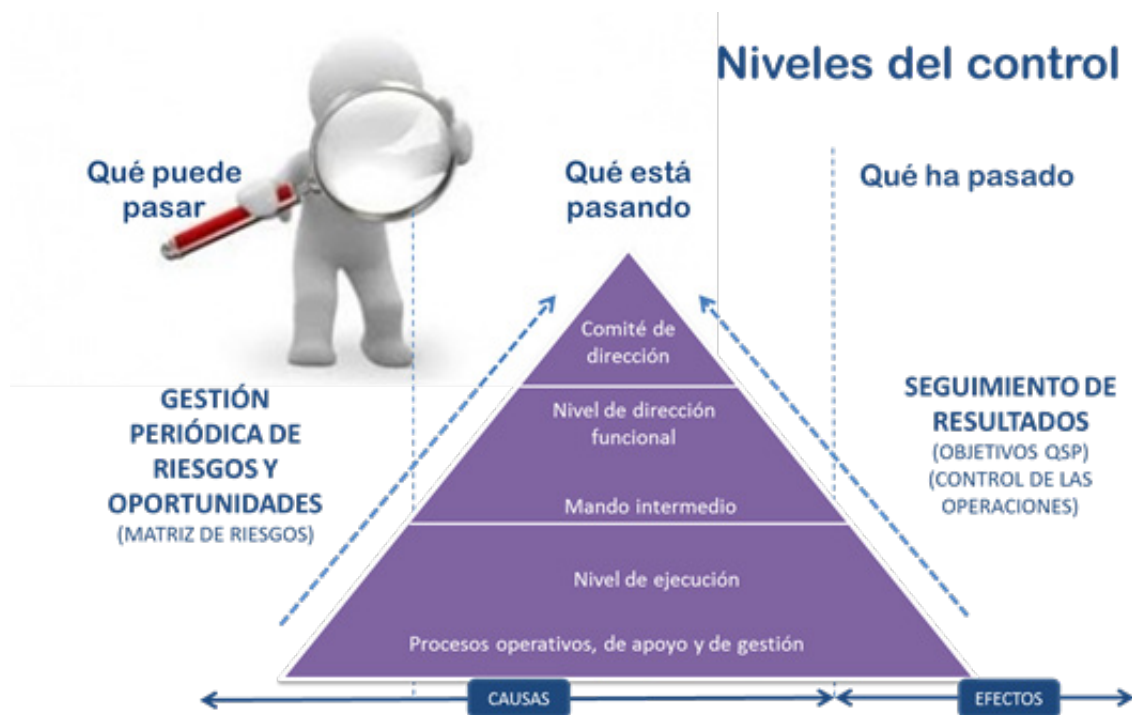 Niveles del control
Qué puede
pasar
Qué está
pasando
Qué ha pasado
Comité de
dirección
GESTIÓN
PERIÓDICA DE
RIESGOS Y
OPORTUNIDADES
(MATRIZ DE RIESGOS)
Nivel de dirección
funcional
Mando intermedio
SEGUIMIENTO DE
RESULTADOS
(OBJETIVOS QSP)
(CONTROL DE LAS
OPERACIONES)
Nivel de ejecución
Procesos operativos, de apoyo y de gestión
CAUSAS
EFECTOS